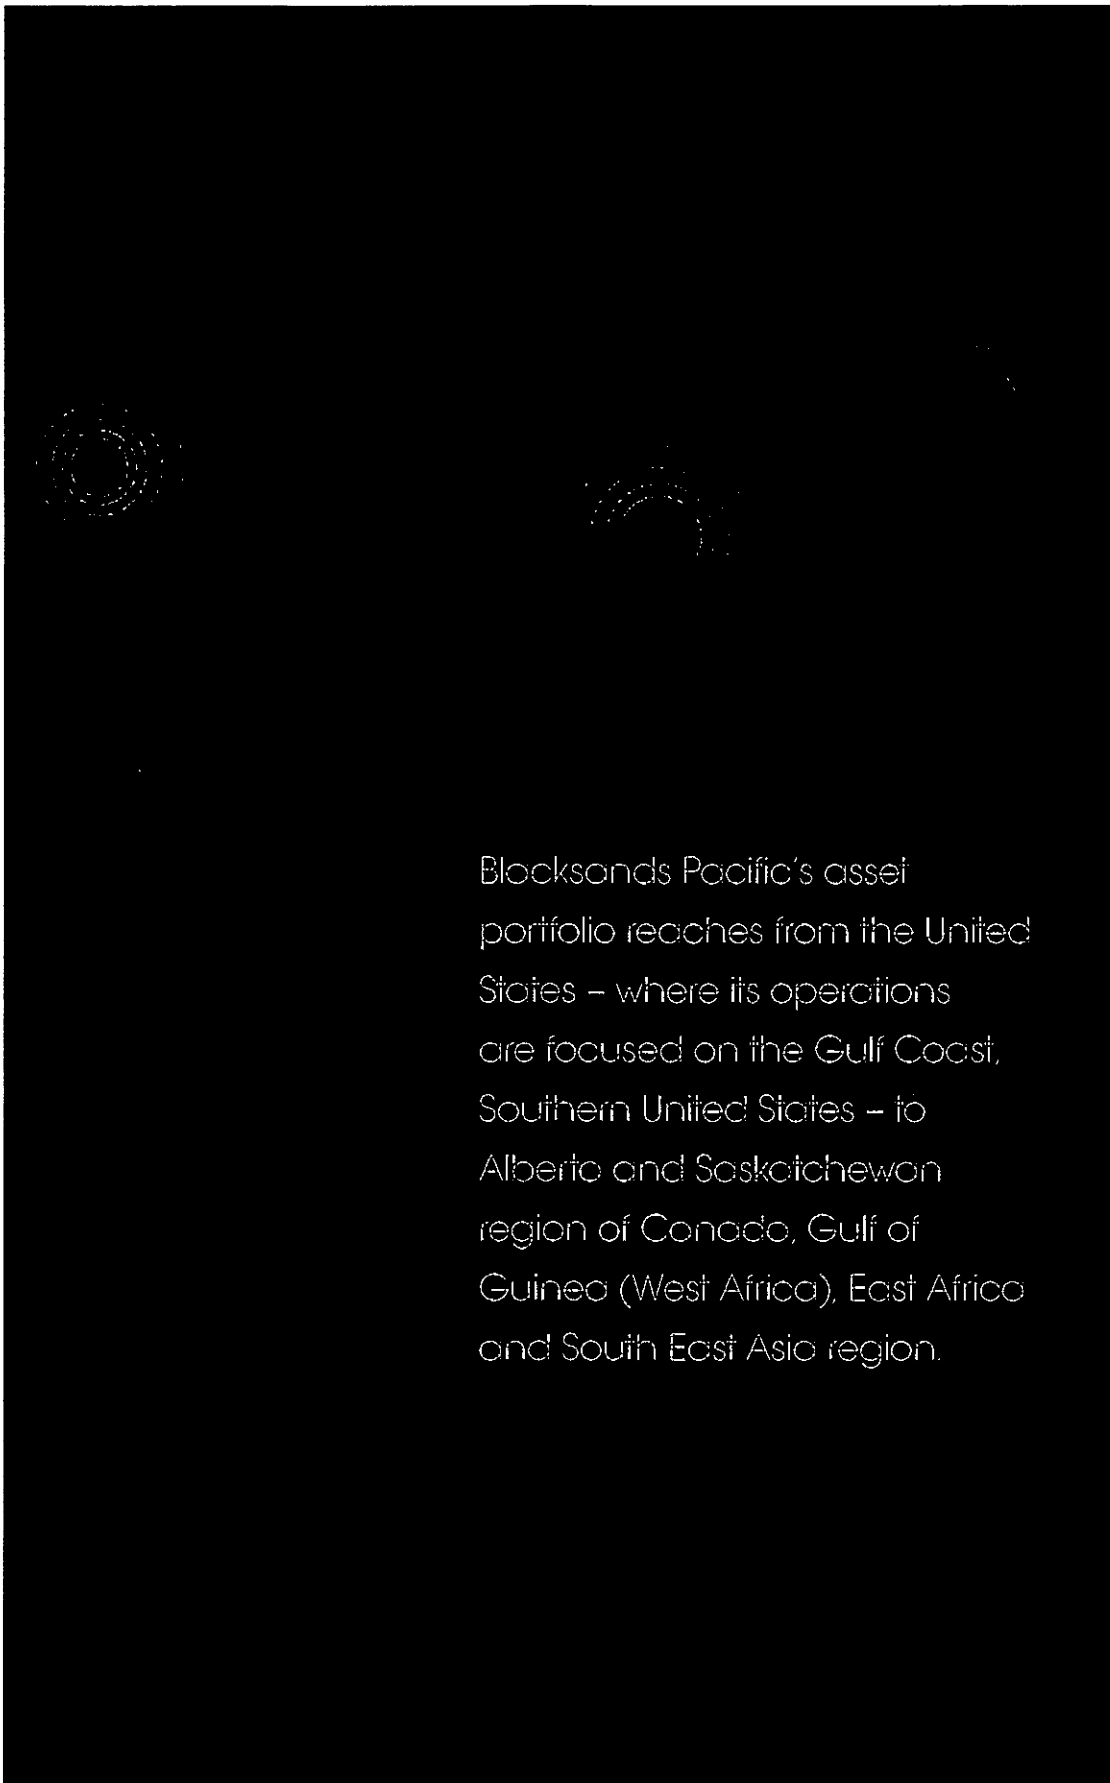 Blacksands Pacific's asset
portfolio reaches from the United
States – where its operations
are focused on the Gulf Coast,
Southern United States – to
Alberta and Saskatchewan
region of Canada, Gulf of
Guinea (West Africa), East Africa
and South East Asia region.